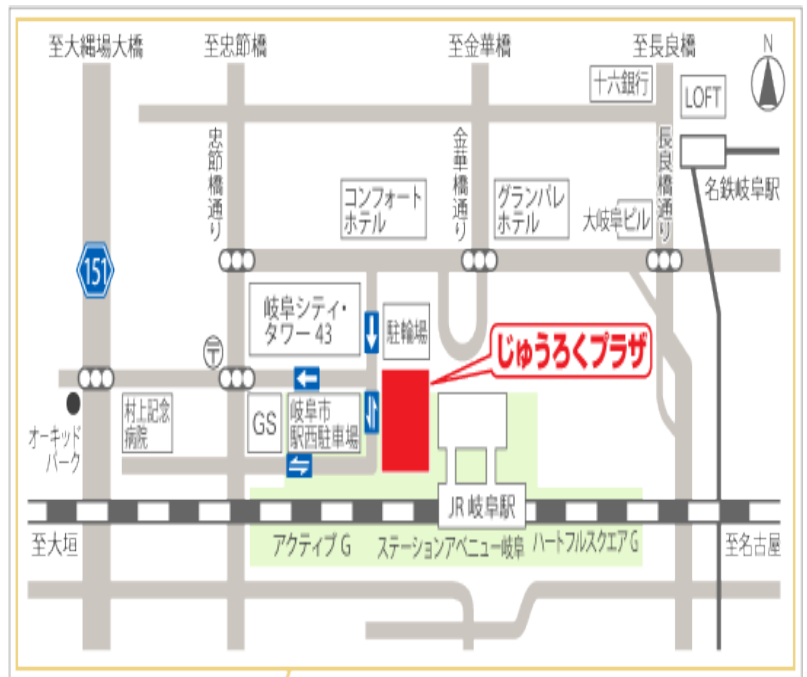 至大縄場大橋
至忠節橋
至金華橋
至長良橋
N
十六銀行
LOFT
忠節橋通り
金華橋通り
長良橋通り
名鉄岐阜駅
コンフォート
ホテル
グランパレ
ホテル
大岐阜ビル
151
岐阜シティ・
タワー43
駐輪場
じゅうろくプラザ
〒
オーキッド
パーク
村上記念
病院
GS
岐阜市
駅西駐車場
JR岐阜駅
至大垣
アクティブG
ステーションアベニュー岐阜
ハートフルスクエアG
至名古屋